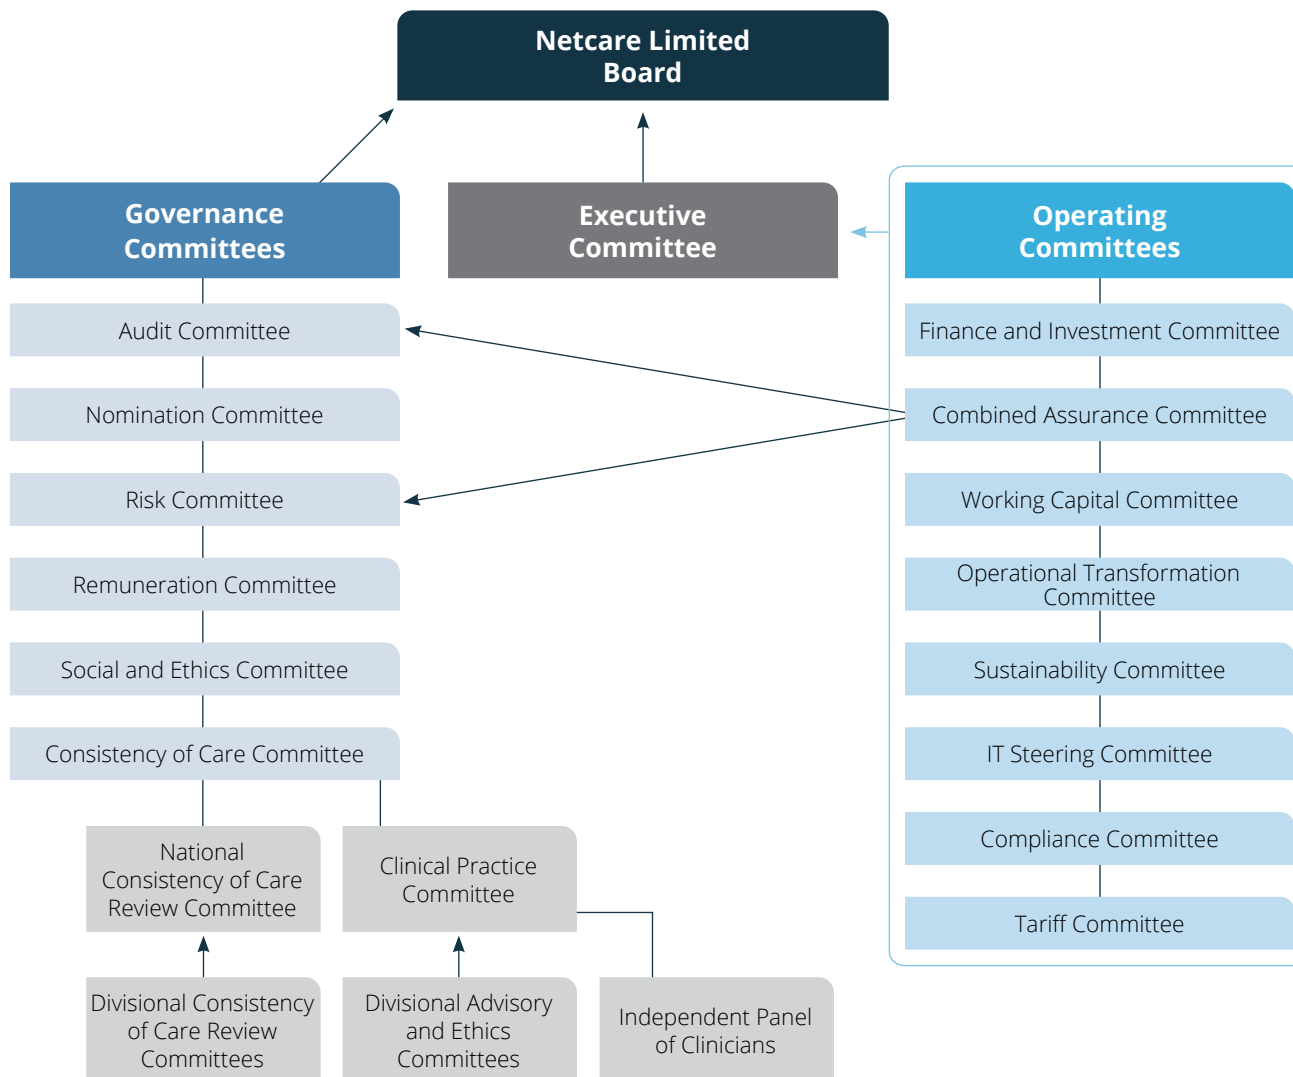 Netcare Limited
Board
Governance
Committees
Executive
Committee
Operating
Committees
Audit Committee
Nomination Committee
Risk Committee
Remuneration Committee
Social and Ethics Committee
Consistency of Care Committee
National
Consistency of Care
Review Committee
Clinical Practice
Committee
Divisional Consistency
of Care Review
Committees
Divisional Advisory
and Ethics
Committees
Independent Panel
of Clinicians
Finance and Investment Committee
Combined Assurance Committee
Working Capital Committee
Operational Transformation
Committee
Sustainability Committee
IT Steering Committee
Compliance Committee
Tariff Committee